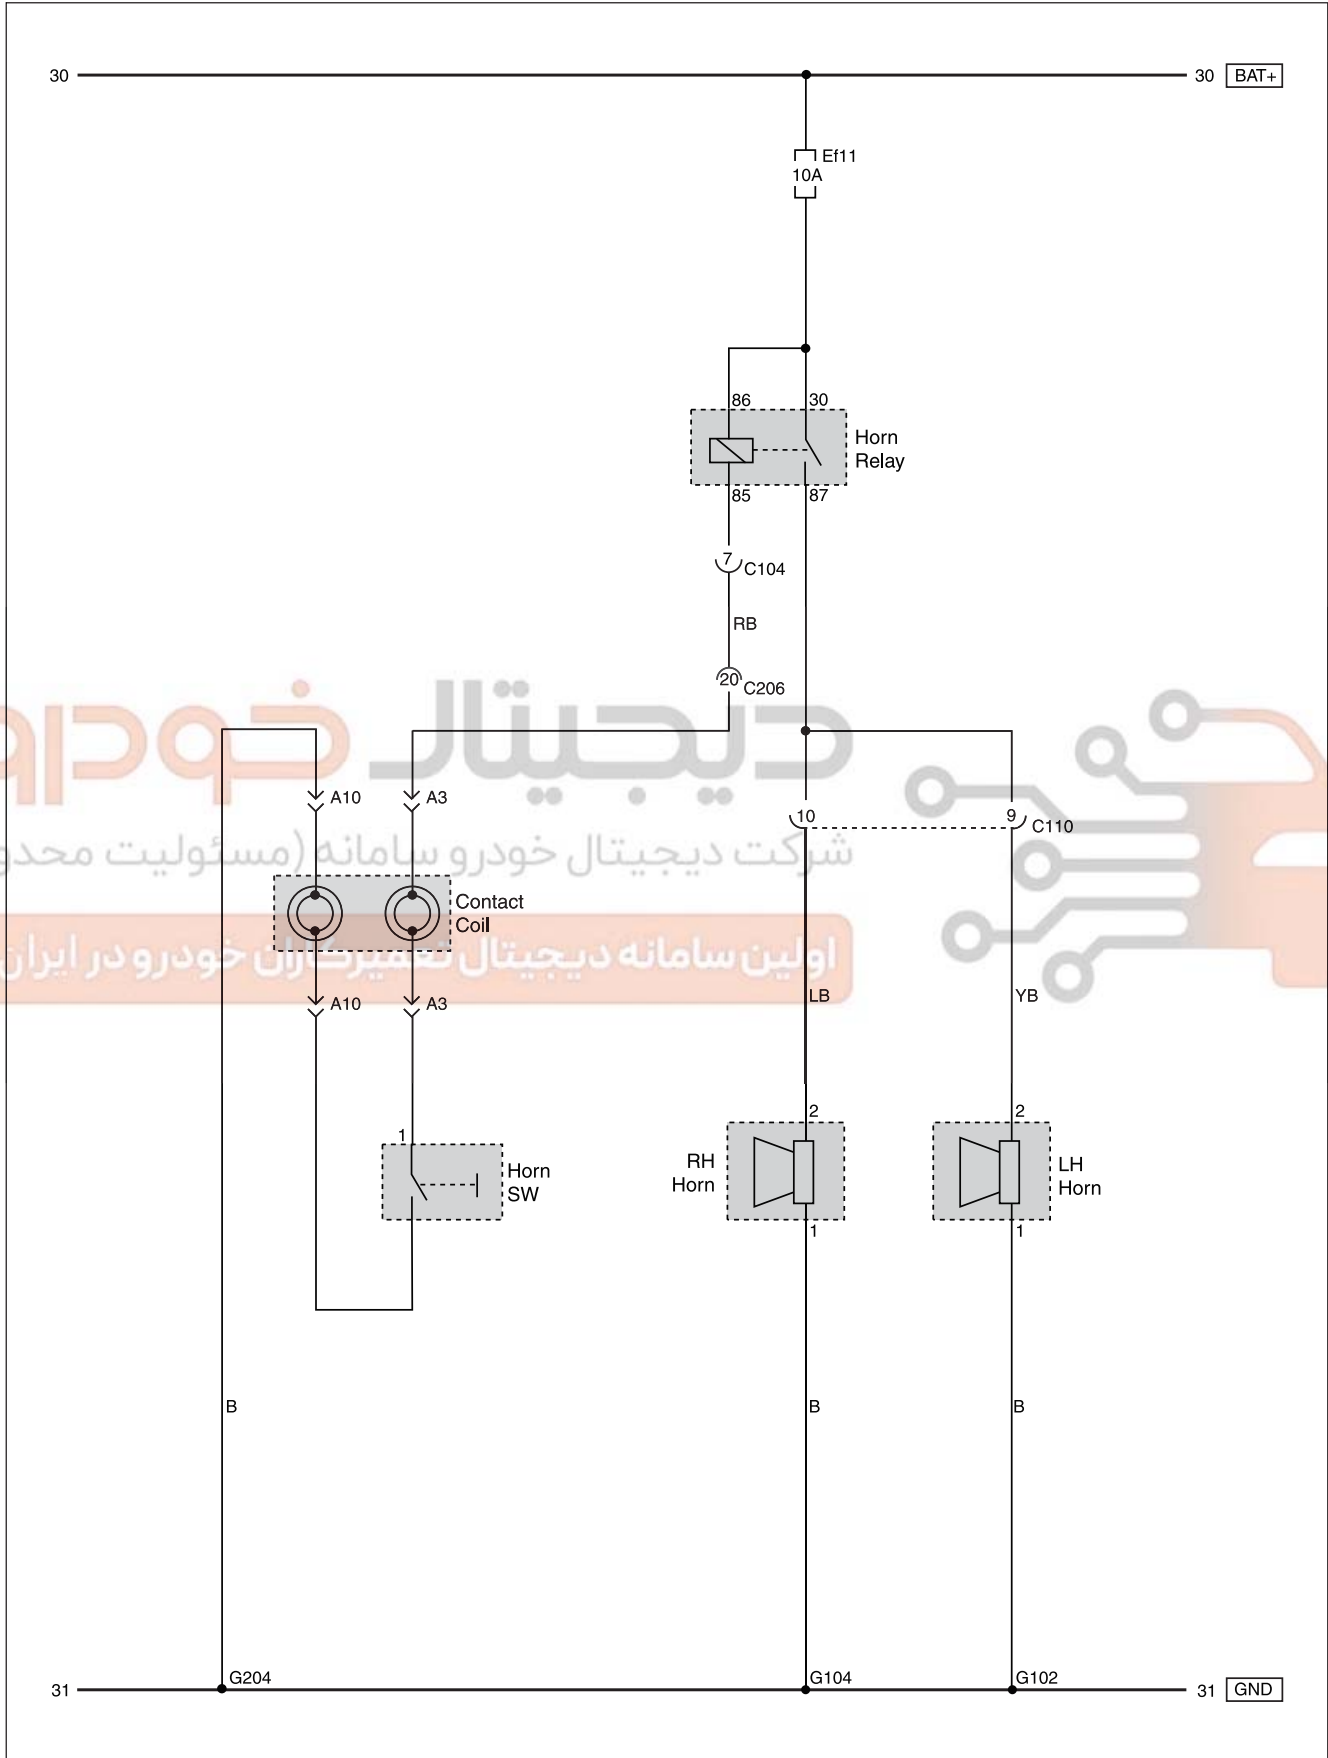 30
30 BAT+
Ef11
10A
86
30
Horn
Relay
85
87
7
C104
RB
20
C206
دیجیتال خودرو
A10
A3
10
9
C110
شرکت دیجیتال خودرو سامانه (مسئولیت
Contact
Coil
اولین سامانه دیجیتال تعمیرکاران خودرو در ایران
A10
A3
LB
YB
1
2
2
Horn
SW
RH
Horn
LH
Horn
1
1
B
B
B
G204
G104
G102
31
31 GND